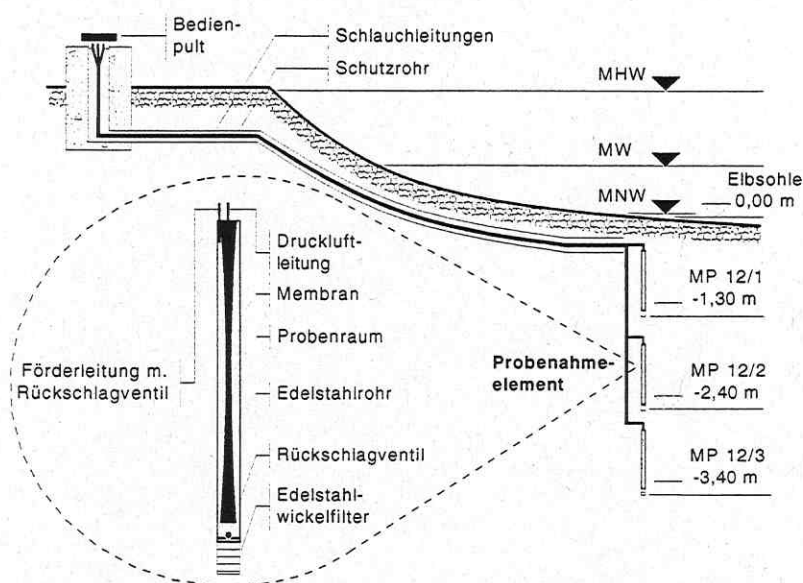 Bedien-
pult
Schlauchleitungen
Schutzrohr
MHW
MW
MNW
Elbsohle
0,00 m
Druckluft-
leitung
Membran
Probenraum
Förderleitung m.
Rückschlagventil
Edelstahlrohr
Rückschlagventil
Edelstahl-
wickelfilter
Probenahme-
element
MP 12/1
-1,30 m
MP 12/2
-2,40 m
MP 12/3
-3,40 m